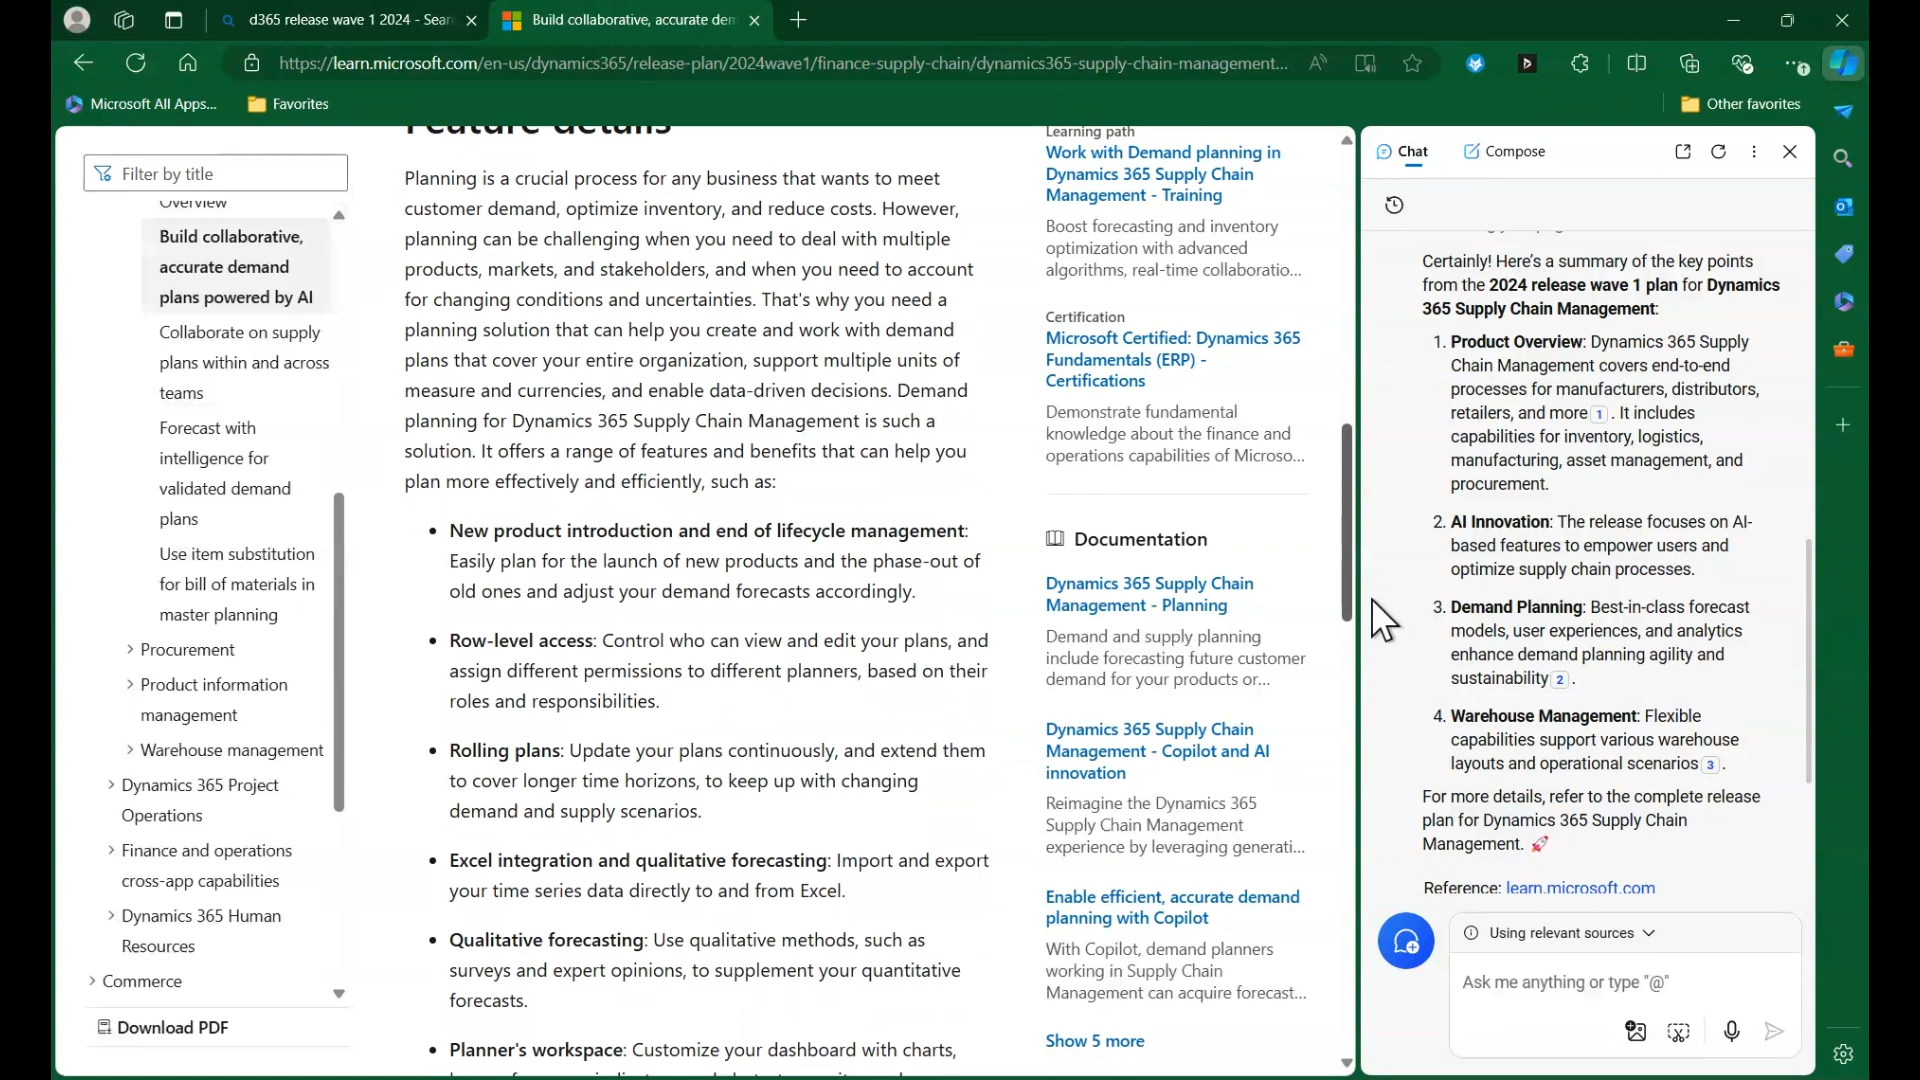 d365 release wave 1 2024 - Sear
Build collaborative, accurate dem
https://learn.microsoft.com/en-us/dynamics365/release-plan/2024wave1/finance-supply-chain/dynamics365-supply-chain-management...
Microsoft All Apps...
Favorites
Other favorites
Filter by title
Overview
Build collaborative,
accurate demand
plans powered by AI
Collaborate on supply
plans within and across
teams
Forecast with
intelligence for
validated demand
plans
Use item substitution
for bill of materials in
master planning
Procurement
Product information
management
Warehouse management
Dynamics 365 Project
Operations
Finance and operations
cross-app capabilities
Dynamics 365 Human
Resources
Commerce
Download PDF
Feature details
Planning is a crucial process for any business that wants to meet
customer demand, optimize inventory, and reduce costs. However,
planning can be challenging when you need to deal with multiple
products, markets, and stakeholders, and when you need to account
for changing conditions and uncertainties. That's why you need a
planning solution that can help you create and work with demand
plans that cover your entire organization, support multiple units of
measure and currencies, and enable data-driven decisions. Demand
planning for Dynamics 365 Supply Chain Management is such a
solution. It offers a range of features and benefits that can help you
plan more effectively and efficiently, such as:
• New product introduction and end of lifecycle management:
Easily plan for the launch of new products and the phase-out of
old ones and adjust your demand forecasts accordingly.
• Row-level access: Control who can view and edit your plans, and
assign different permissions to different planners, based on their
roles and responsibilities.
• Rolling plans: Update your plans continuously, and extend them
to cover longer time horizons, to keep up with changing
demand and supply scenarios.
• Excel integration and qualitative forecasting: Import and export
your time series data directly to and from Excel.
• Qualitative forecasting: Use qualitative methods, such as
surveys and expert opinions, to supplement your quantitative
forecasts.
• Planner's workspace: Customize your dashboard with charts,
Learning path
Work with Demand planning in
Dynamics 365 Supply Chain
Management - Training
Boost forecasting and inventory
optimization with advanced
algorithms, real-time collaboratio...
Certification
Microsoft Certified: Dynamics 365
Fundamentals (ERP) -
Certifications
Demonstrate fundamental
knowledge about the finance and
operations capabilities of Microso...
Documentation
Dynamics 365 Supply Chain
Management - Planning
Demand and supply planning
include forecasting future customer
demand for your products or...
Dynamics 365 Supply Chain
Management - Copilot and AI
innovation
Reimagine the Dynamics 365
Supply Chain Management
experience by leveraging generati...
Enable efficient, accurate demand
planning with Copilot
With Copilot, demand planners
working in Supply Chain
Management can acquire forecast...
Show 5 more
Chat
Compose
Certainly! Here's a summary of the key points
from the 2024 release wave 1 plan for Dynamics
365 Supply Chain Management:
1. Product Overview: Dynamics 365 Supply
Chain Management covers end-to-end
processes for manufacturers, distributors,
retailers, and more 1 . It includes
capabilities for inventory, logistics,
manufacturing, asset management, and
procurement.
2. AI Innovation: The release focuses on AI-
based features to empower users and
optimize supply chain processes.
3. Demand Planning: Best-in-class forecast
models, user experiences, and analytics
enhance demand planning agility and
sustainability 2 .
4. Warehouse Management: Flexible
capabilities support various warehouse
layouts and operational scenarios 3 .
For more details, refer to the complete release
plan for Dynamics 365 Supply Chain
Management. 🚀
Reference: learn.microsoft.com
Using relevant sources
Ask me anything or type "@"